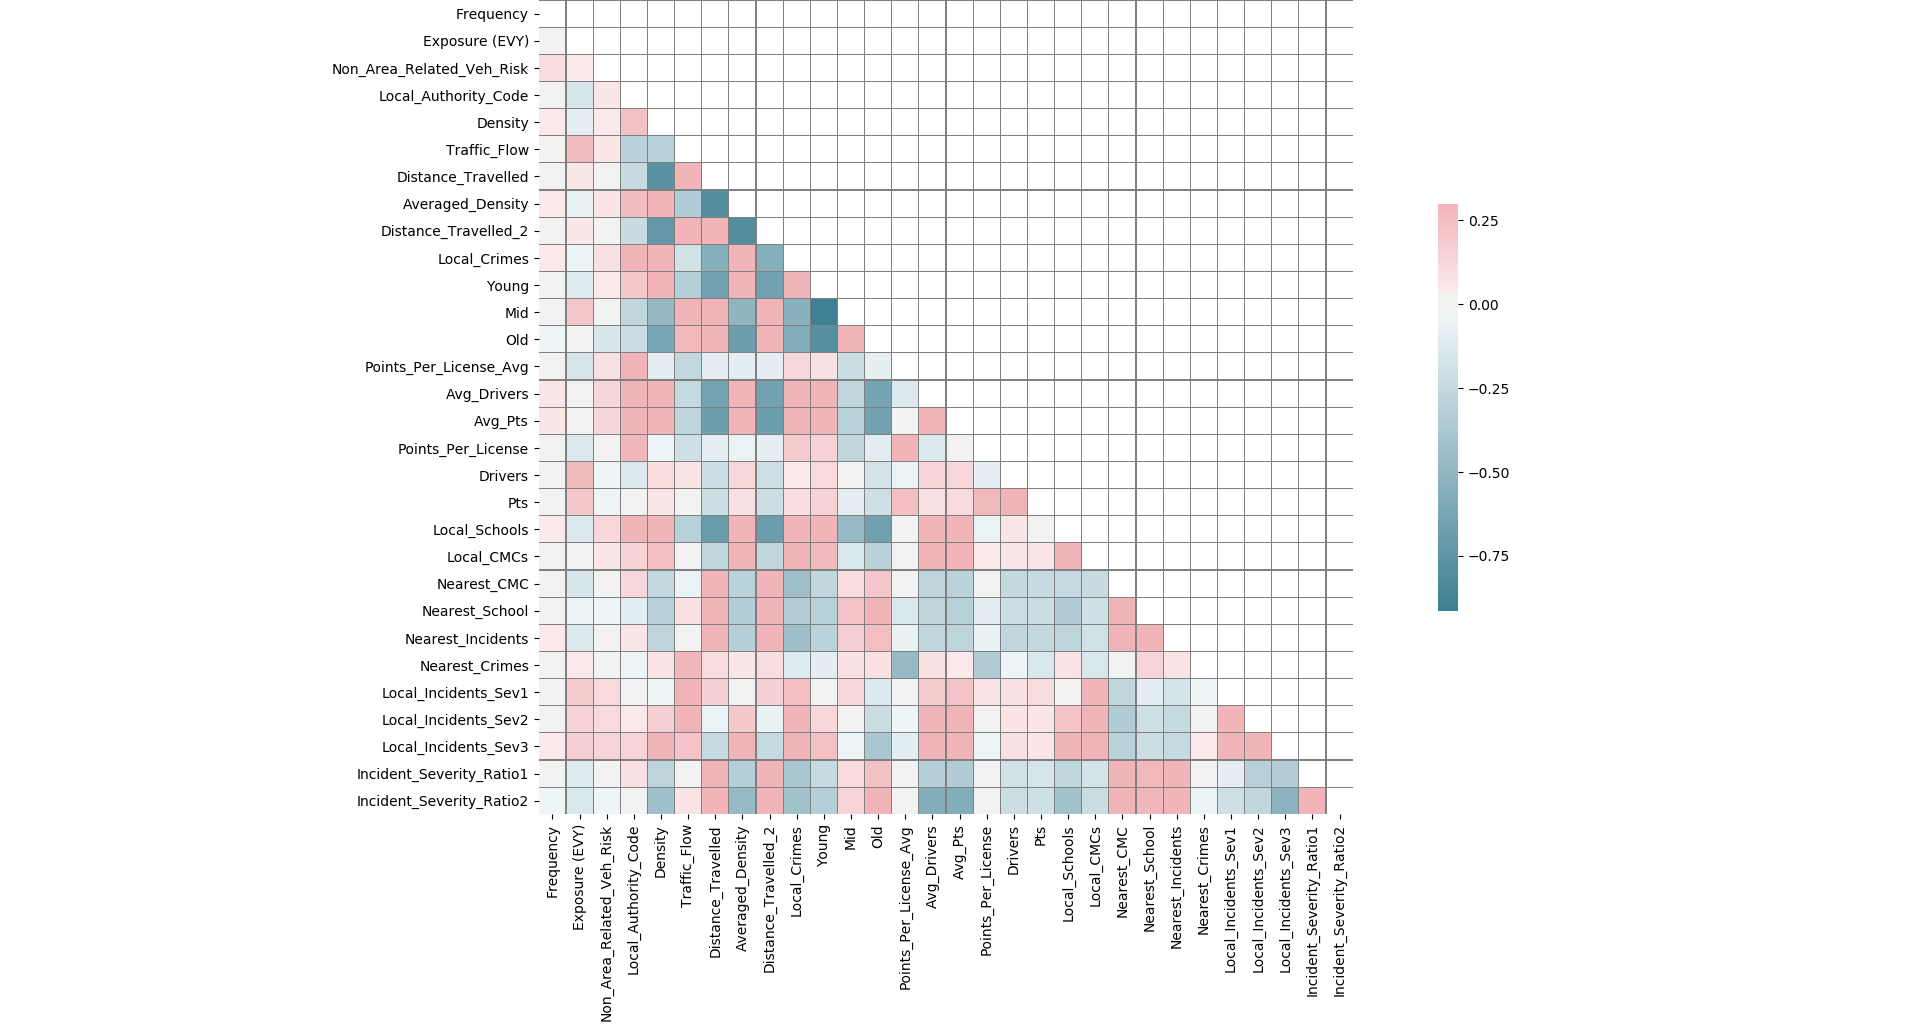 Frequency
Exposure (EVY)
Non_Area_Related_Veh_Risk
Local_Authority_Code
Density
Traffic_Flow
Distance_Travelled
Averaged_Density
Distance_Travelled_2
Local_Crimes
Young
Mid
Old
Points_Per_License_Avg
Avg_Drivers
Avg_Pts
Points_Per_License
Drivers
Pts
Local_Schools
Local_CMCs
Nearest_CMC
Nearest_School
Nearest_Incidents
Nearest_Crimes
Local_Incidents_Sev1
Local_Incidents_Sev2
Local_Incidents_Sev3
Incident_Severity_Ratio1
Incident_Severity_Ratio2
Frequency
Exposure (EVY)
Non_Area_Related_Veh_Risk
Local_Authority_Code
Density
Traffic_Flow
Distance_Travelled
Averaged_Density
Distance_Travelled_2
Local_Crimes
Young
Mid
Old
Points_Per_License_Avg
Avg_Drivers
Avg_Pts
Points_Per_License
Drivers
Pts
Local_Schools
Local_CMCs
Nearest_CMC
Nearest_School
Nearest_Incidents
Nearest_Crimes
Local_Incidents_Sev1
Local_Incidents_Sev2
Local_Incidents_Sev3
Incident_Severity_Ratio1
Incident_Severity_Ratio2
0.25
0.00
−0.25
−0.50
−0.75